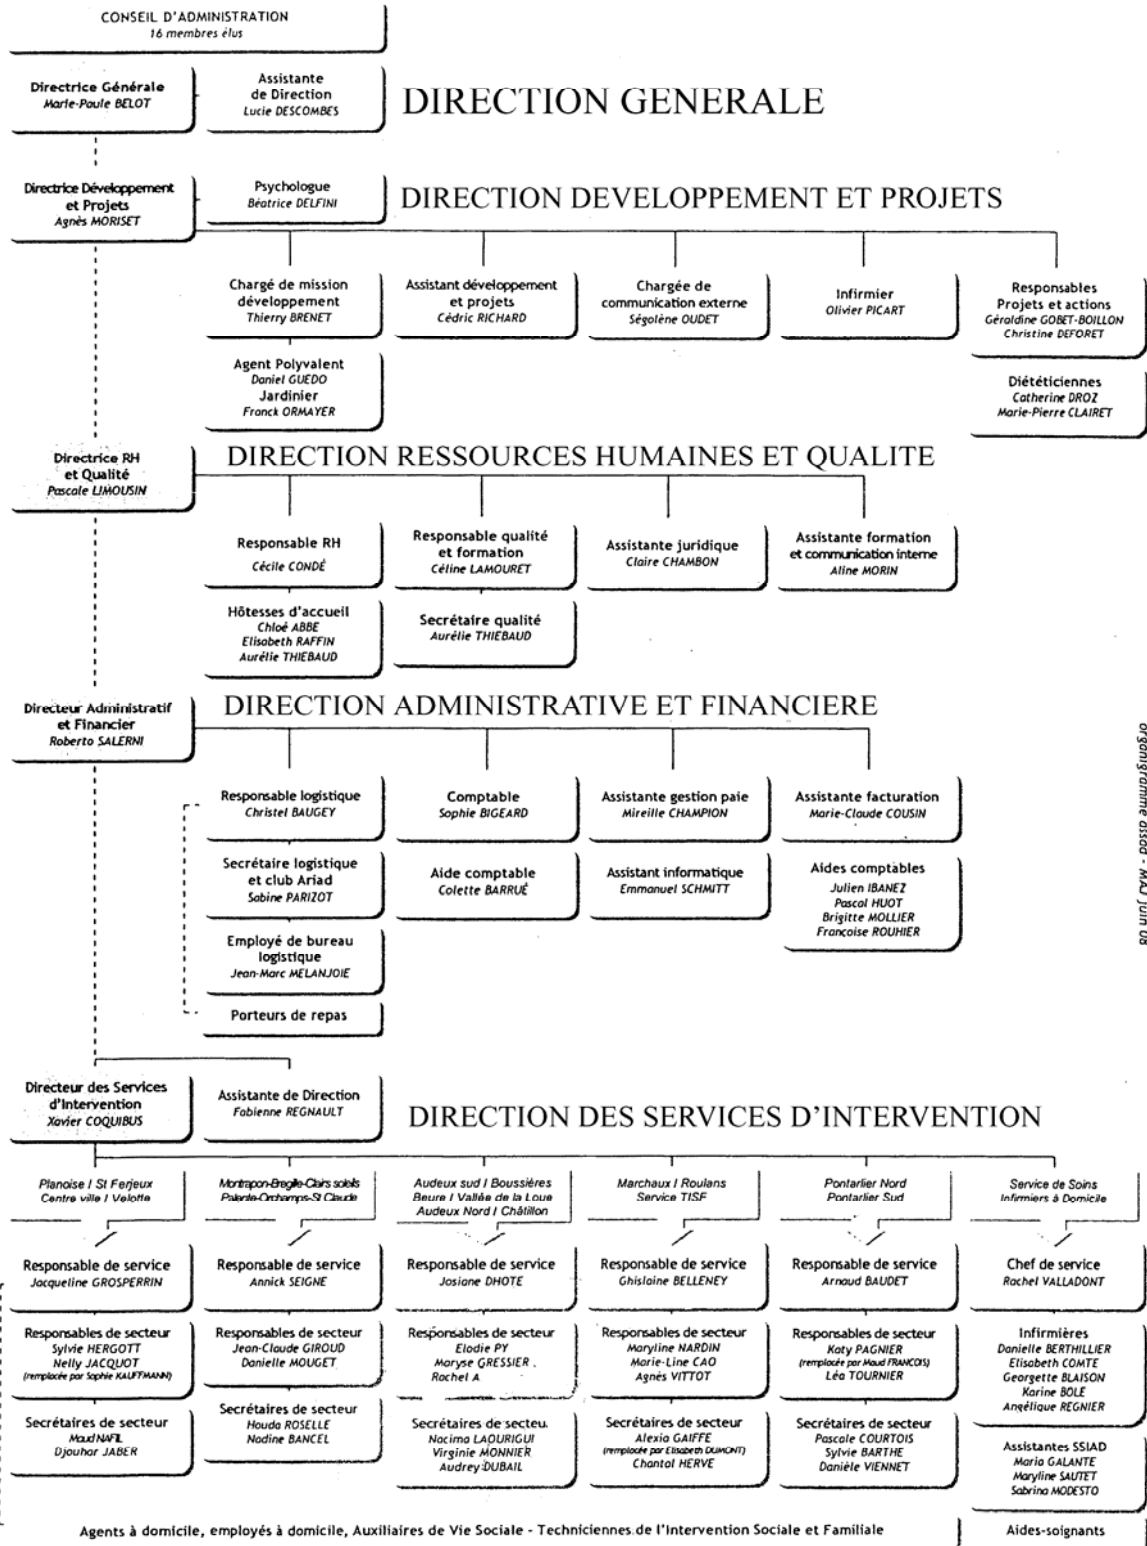 CONSEIL D'ADMINISTRATION
16 membres élus
Directrice Générale
Marie-Paule BELOT
Assistante
de Direction
Lucie DESCOMBES
DIRECTION GENERALE
Directrice Développement
et Projets
Agnès MORISET
Psychologue
Béatrice DELFINI
DIRECTION DEVELOPPEMENT ET PROJETS
Chargé de mission
développement
Thierry BRENET
Assistant développement
et projets
Cédric RICHARD
Chargée de
communication externe
Ségolène OUDET
Infirmier
Olivier PICART
Responsables
Projets et actions
Géraldine GOBET-BOILLON
Christine DEFORET
Agent Polyvalent
Daniel GUEDO
Jardinier
Franck ORMAYER
Diététiciennes
Catherine DROZ
Marie-Pierre CLAIRET
Directrice RH
et Qualité
Pascale LIMOUSIN
DIRECTION RESSOURCES HUMAINES ET QUALITE
Responsable RH
Cécile CONDÉ
Responsable qualité
et formation
Céline LAMOURET
Assistante juridique
Claire CHAMBON
Assistante formation
et communication interne
Aline MORIN
Hôtesses d'accueil
Chloé ABBE
Elisabeth RAFFIN
Aurélie THIEBAUD
Secrétaire qualité
Aurélie THIEBAUD
Directeur Administratif
et Financier
Roberto SALERNI
DIRECTION ADMINISTRATIVE ET FINANCIERE
Responsable logistique
Christel BAUGEY
Comptable
Sophie BIGEARD
Assistante gestion paie
Mireille CHAMPION
Assistante facturation
Marie-Claude COUSIN
Secrétaire logistique
et club Ariad
Sabine PARIZOT
Aide comptable
Colette BARRUÉ
Assistant informatique
Emmanuel SCHMITT
Aides comptables
Julien IBANEZ
Pascal HUOT
Brigitte MOLLIER
Françoise ROUHIER
Employé de bureau
logistique
Jean-Marc MELANJOIE
Porteurs de repas
organigramme assad - MAJ juin 08
Directeur des Services
d'Intervention
Xavier COQUIBUS
Assistante de Direction
Fabienne REGNAULT
DIRECTION DES SERVICES D'INTERVENTION
Planoise / St Ferjeux
Centre ville / Velotte
Montrapon-Bregille-Clairs soleils
Palente-Orchamps-St Claude
Audeux sud / Boussières
Beure / Vallée de la Loue
Audeux Nord / Châtillon
Marchaux / Roulans
Service TISF
Pontarlier Nord
Pontarlier Sud
Service de Soins
Infirmiers à Domicile
Responsable de service
Jacqueline GROSPERRIN
Responsable de service
Annick SEIGNE
Responsable de service
Josiane DHOTE
Responsable de service
Ghislaine BELLENEY
Responsable de service
Arnaud BAUDET
Chef de service
Rachel VALLADONT
Responsables de secteur
Sylvie HERGOTT
Nelly JACQUOT
(remplacée par Sophie KAUFFMANN)
Responsables de secteur
Jean-Claude GIROUD
Danielle MOUGET
Responsables de secteur
Elodie PY
Maryse GRESSIER
Rachel A
Responsables de secteur
Maryline NARDIN
Marie-Line CAO
Agnès VITTOT
Responsables de secteur
Katy PAGNIER
(remplacée par Maud FRANCOIS)
Léa TOURNIER
Infirmières
Danielle BERTHILLIER
Elisabeth COMTE
Georgette BLAISON
Karine BOLE
Angélique REGNIER
Secrétaires de secteur
Maud NAFIL
Djouhar JABER
Secrétaires de secteur
Houda ROSELLE
Nadine BANCEL
Secrétaires de secteu
Nacima LAOURIGUI
Virginie MONNIER
Audrey DUBAIL
Secrétaires de secteur
Alexia GAIFFE
(remplacée par Elisabeth DUMONT)
Chantal HERVE
Secrétaires de secteur
Pascale COURTOIS
Sylvie BARTHE
Danièle VIENNET
Assistantes SSIAD
Maria GALANTE
Maryline SAUTET
Sabrina MODESTO
Agents à domicile, employés à domicile, Auxiliaires de Vie Sociale - Techniciennes de l'Intervention Sociale et Familiale
Aides-soignants